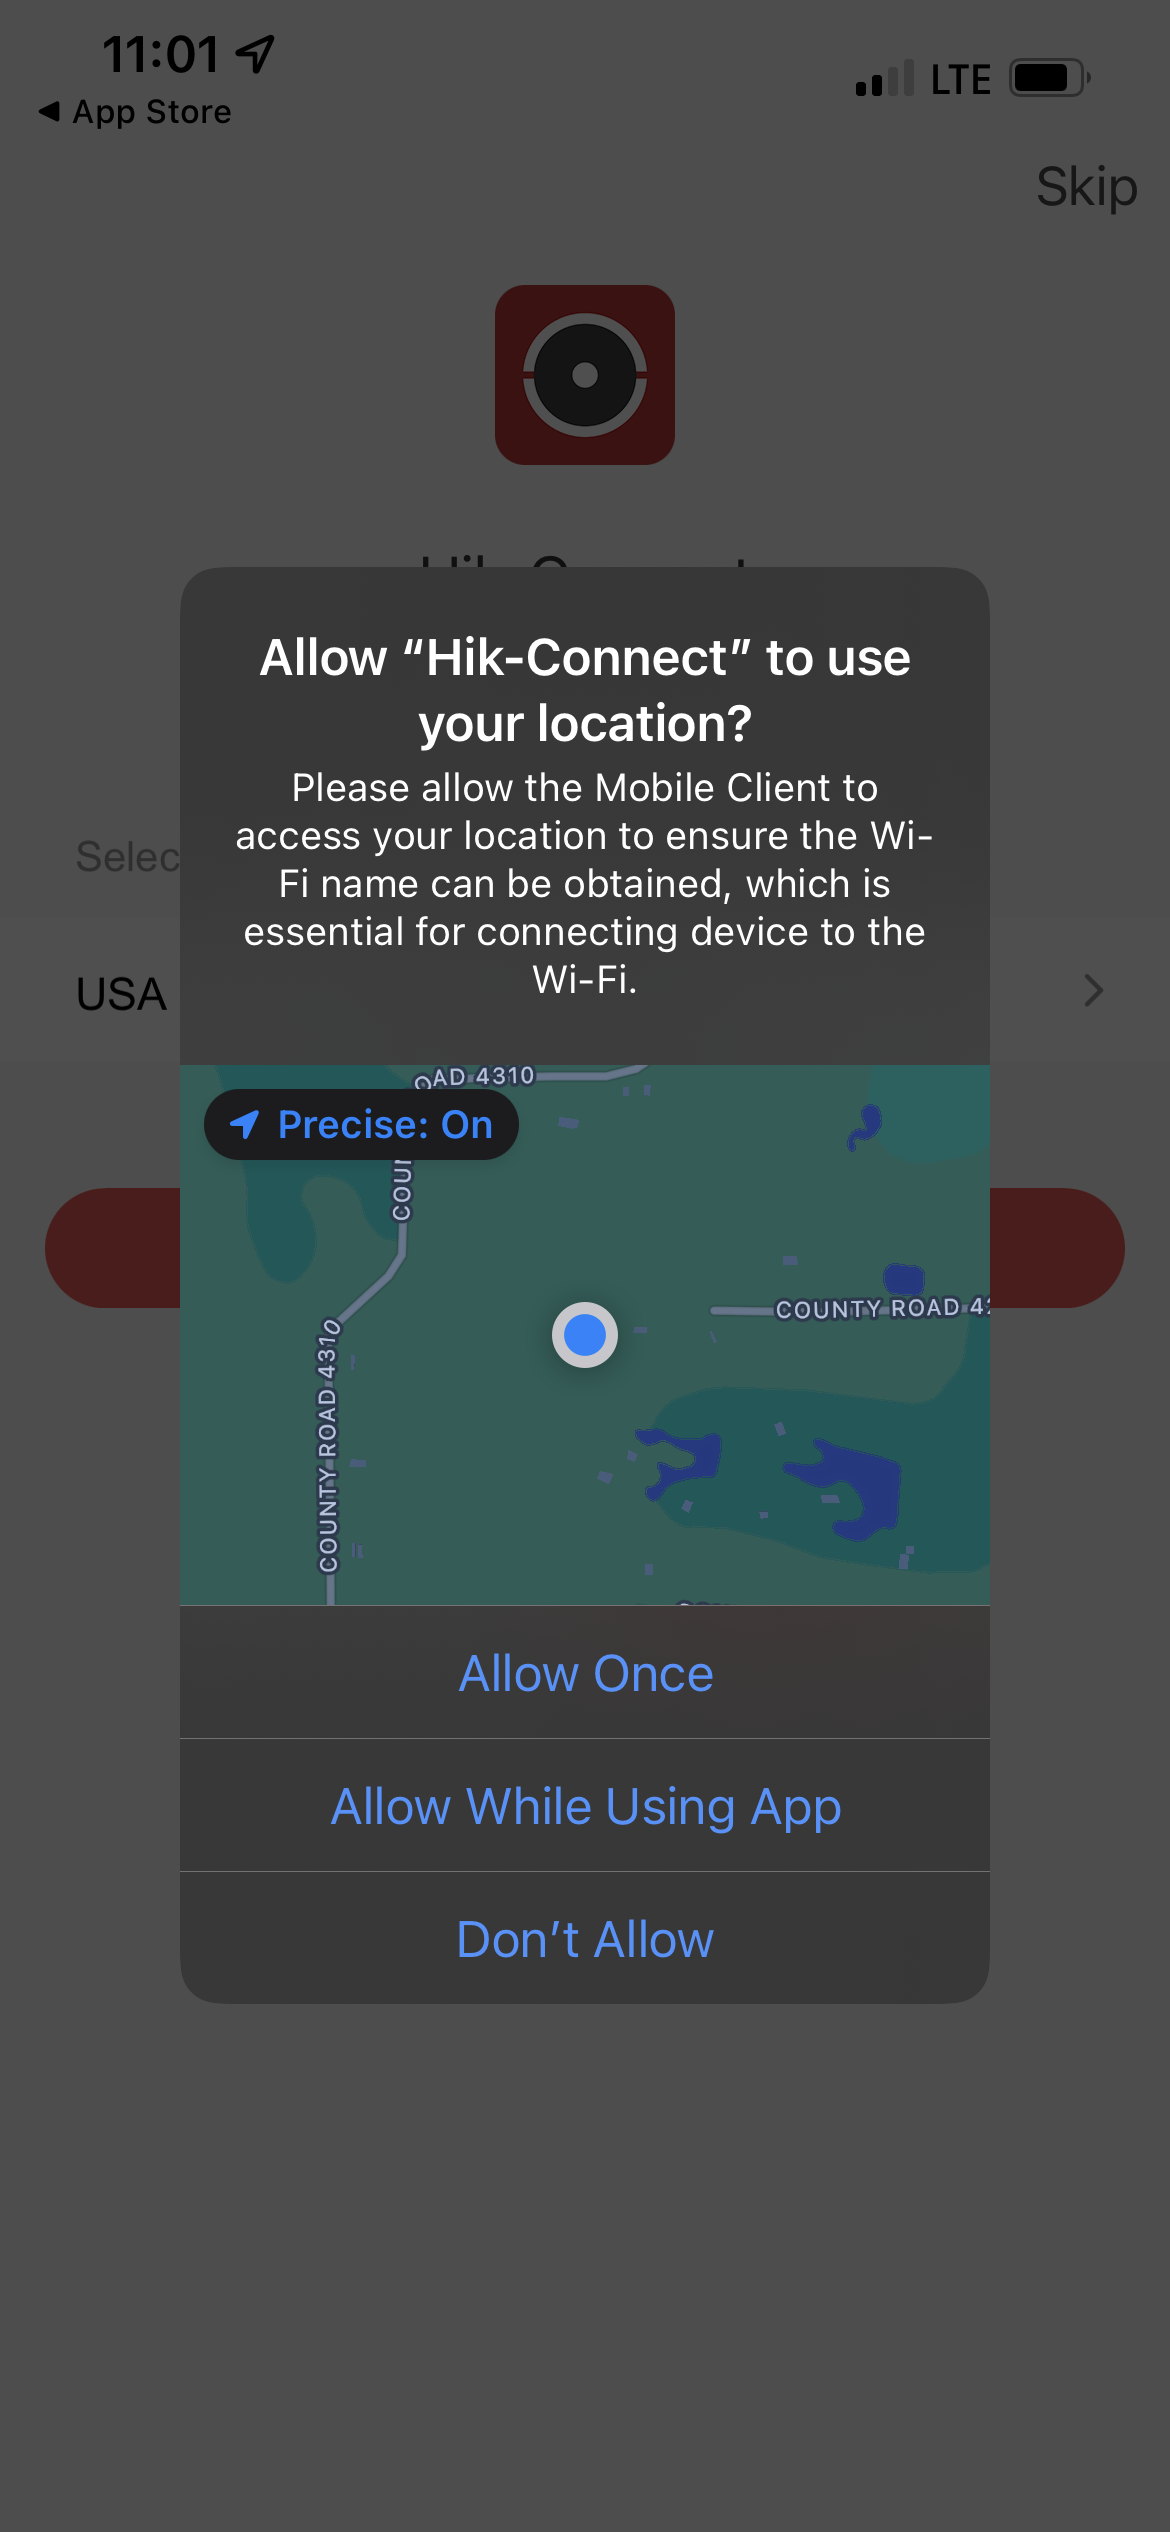 11:01
LTE
App Store
Skip
Allow “Hik-Connect” to use
your location?
Please allow the Mobile Client to
access your location to ensure the Wi-
Fi name can be obtained, which is
essential for connecting device to the
Wi-Fi.
USA
OAD 4310
Precise: On
COUNTY ROAD 4310
COUNTY ROAD
Allow Once
Allow While Using App
Don’t Allow